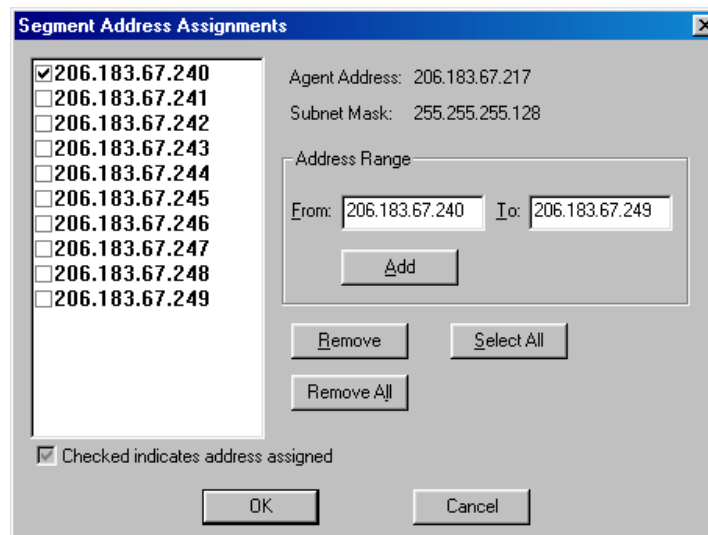 Segment Address Assignments
206.183.67.240
206.183.67.241
206.183.67.242
206.183.67.243
206.183.67.244
206.183.67.245
206.183.67.246
206.183.67.247
206.183.67.248
206.183.67.249
Agent Address: 206.183.67.217
Subnet Mask: 255.255.255.128
Address Range
From: 206.183.67.240 To: 206.183.67.249
Add
Remove Select All
Remove All
Checked indicates address assigned
OK Cancel